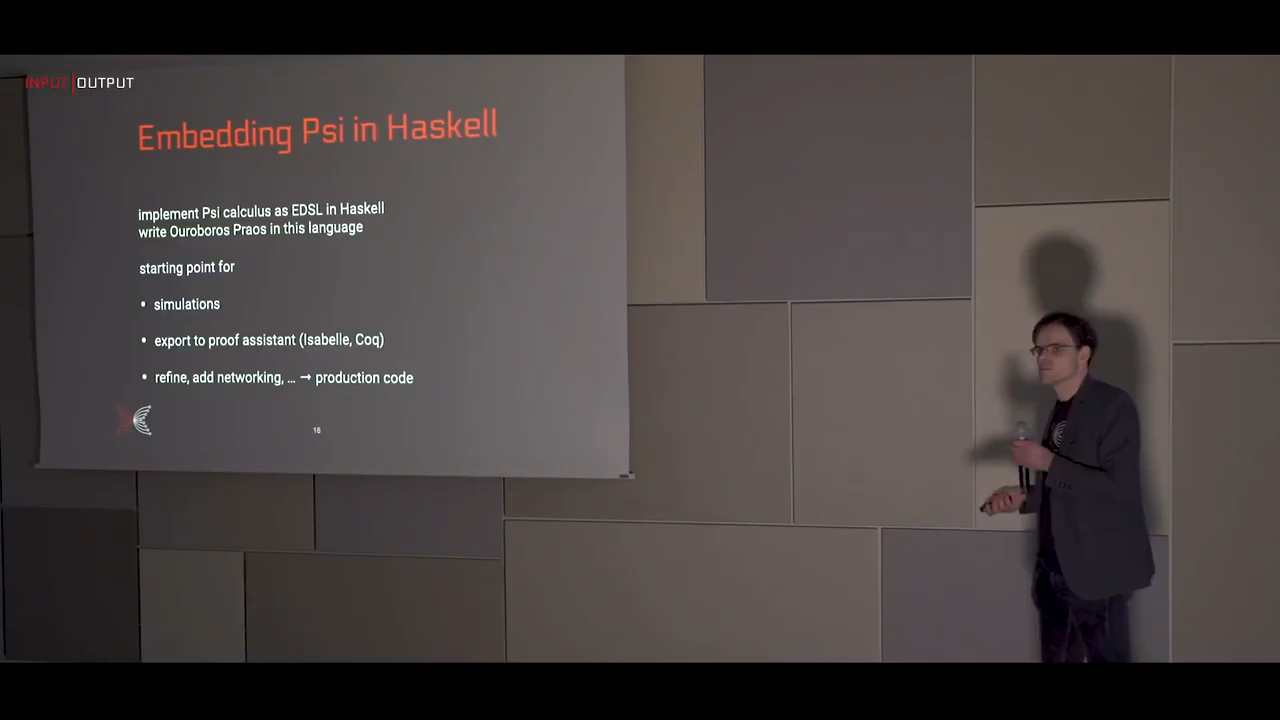 INPUT|OUTPUT
Embedding Psi in Haskell
implement Psi calculus as EDSL in Haskell
write Ouroboros Praos in this language
starting point for
• simulations
• export to proof assistant (Isabelle, Coq)
• refine, add networking, ... → production code
18